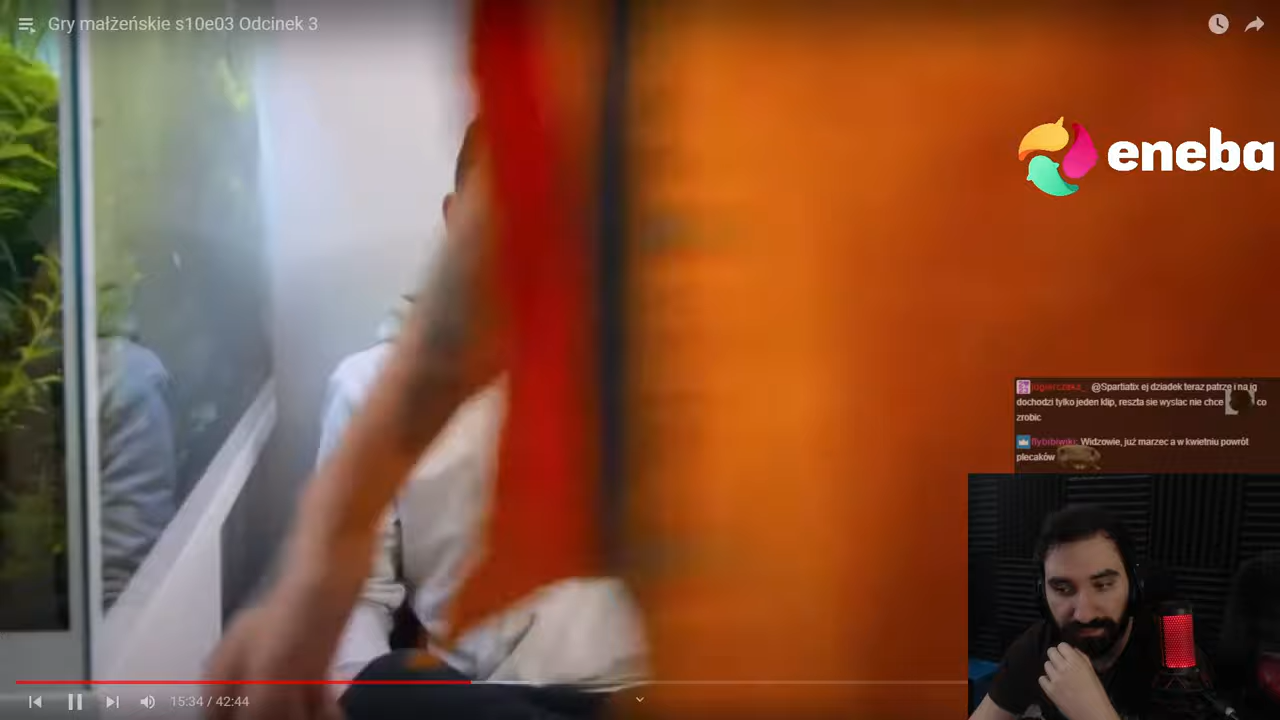 Gry małżeńskie s10e03 Odcinek 3
eneba
@Spartiatix ej dziadek teraz patrze i na ig
dochodzi tylko jeden klip, reszta sie wyslac nie chce co
zrobic
flybibiwski: Widzowie, już marzec a w kwietniu powrót
plecaków
15:34 / 42:44